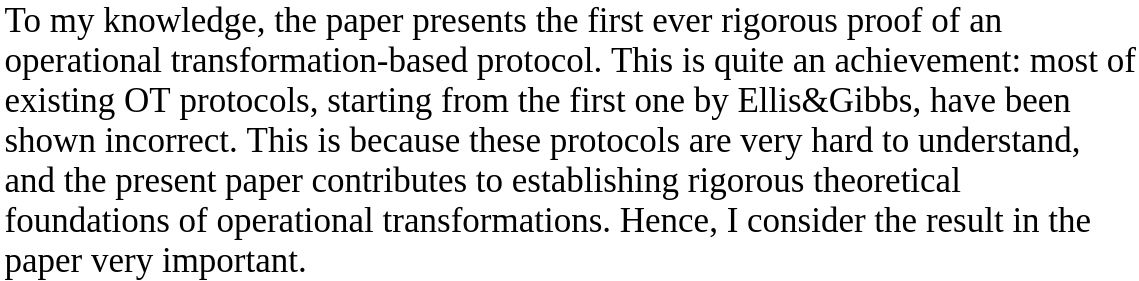 To my knowledge, the paper presents the first ever rigorous proof of an
operational transformation-based protocol. This is quite an achievement: most of
existing OT protocols, starting from the first one by Ellis&Gibbs, have been
shown incorrect. This is because these protocols are very hard to understand,
and the present paper contributes to establishing rigorous theoretical
foundations of operational transformations. Hence, I consider the result in the
paper very important.